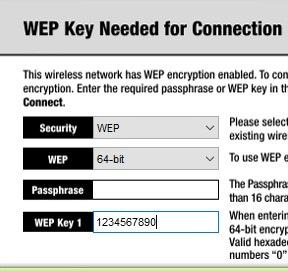 WEP Key Needed for Connection
This wireless network has WEP encryption enabled. To con
encryption. Enter the required passphrase or WEP key in th
Connect.
Security WEP
Please select
existing wire
WEP 64-bit
To use WEP e
Passphrase
The Passphras
than 16 chara
WEP Key 1 1234567890
When enterin
64-bit encryp
Valid hexadec
numbers "0"